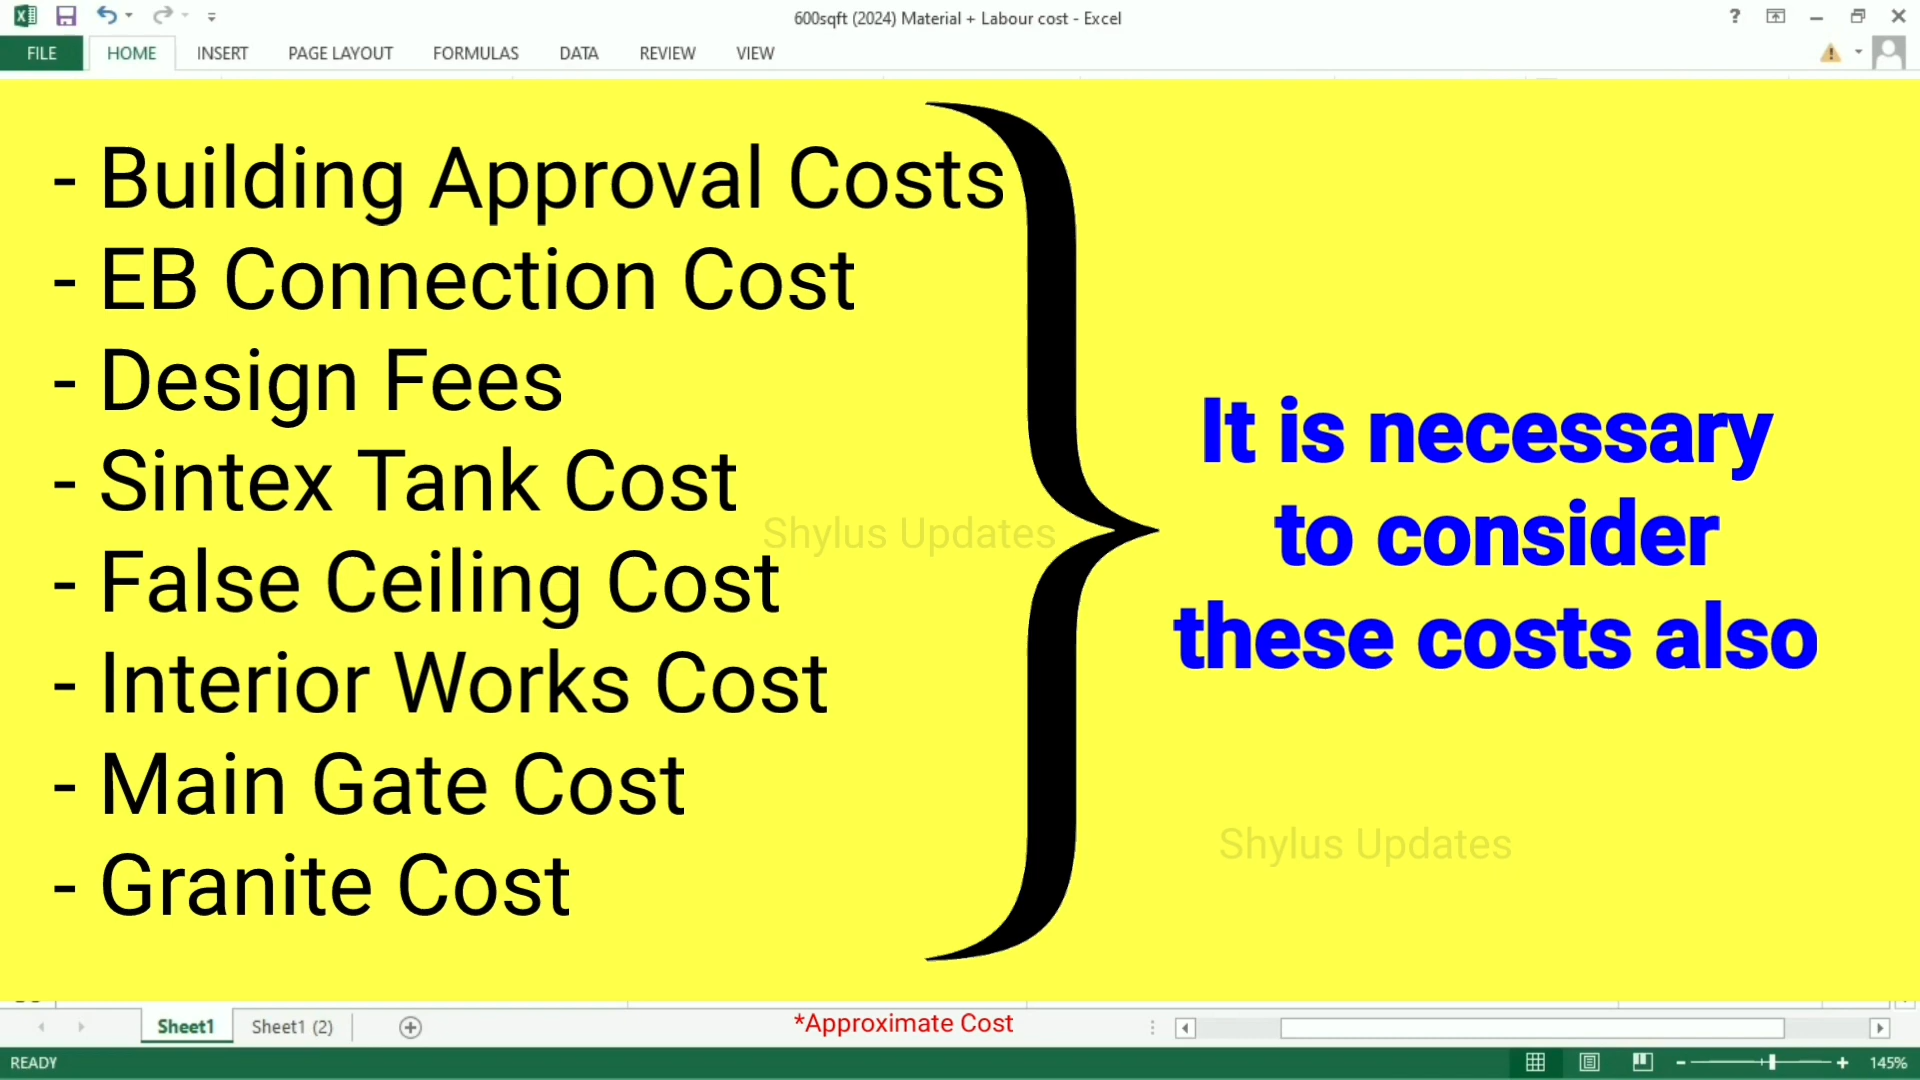 600sqft (2024) Material + Labour cost - Excel
?
FILE HOME INSERT PAGE LAYOUT FORMULAS DATA REVIEW VIEW
- Building Approval Costs
- EB Connection Cost
- Design Fees
- Sintex Tank Cost
- False Ceiling Cost
- Interior Works Cost
- Main Gate Cost
- Granite Cost
It is necessary
to consider
these costs also
Shylus Updates
Shylus Updates
Sheet1 Sheet1 (2)
*Approximate Cost
READY
145%